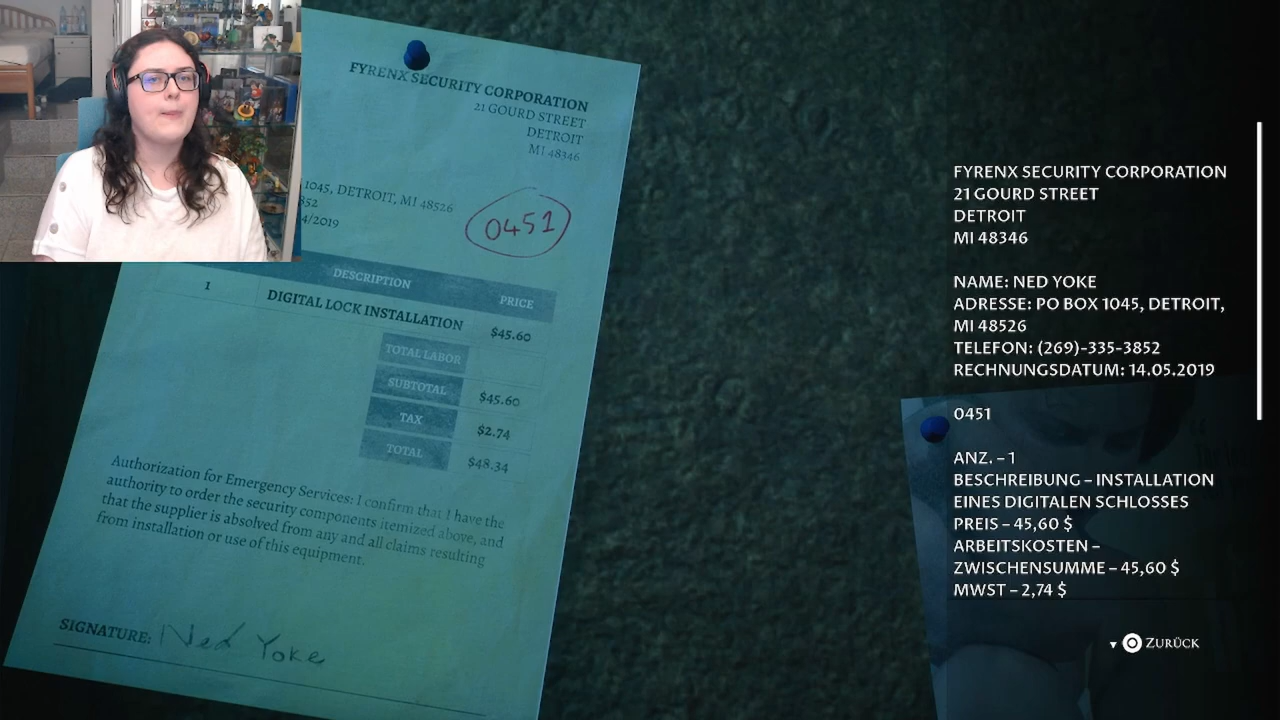 FYRENX SECURITY CORPORATION
21 GOURD STREET
DETROIT
MI 48346
1045, DETROIT, MI 48526
852
4/2019
0451
DESCRIPTION
PRICE
1
DIGITAL LOCK INSTALLATION
$45.60
TOTAL LABOR
SUBTOTAL
$45.60
TAX
$2.74
TOTAL
$48.34
Authorization for Emergency Services: I confirm that I have the
authority to order the security components itemized above, and
that the supplier is absolved from any and all claims resulting
from installation or use of this equipment.
SIGNATURE: Ned Yoke
FYRENX SECURITY CORPORATION
21 GOURD STREET
DETROIT
MI 48346
NAME: NED YOKE
ADRESSE: PO BOX 1045, DETROIT,
MI 48526
TELEFON: (269)-335-3852
RECHNUNGSDATUM: 14.05.2019
0451
ANZ. – 1
BESCHREIBUNG – INSTALLATION
EINES DIGITALEN SCHLOSSES
PREIS – 45,60 $
ARBEITSKOSTEN –
ZWISCHENSUMME – 45,60 $
MWST – 2,74 $
ZURÜCK